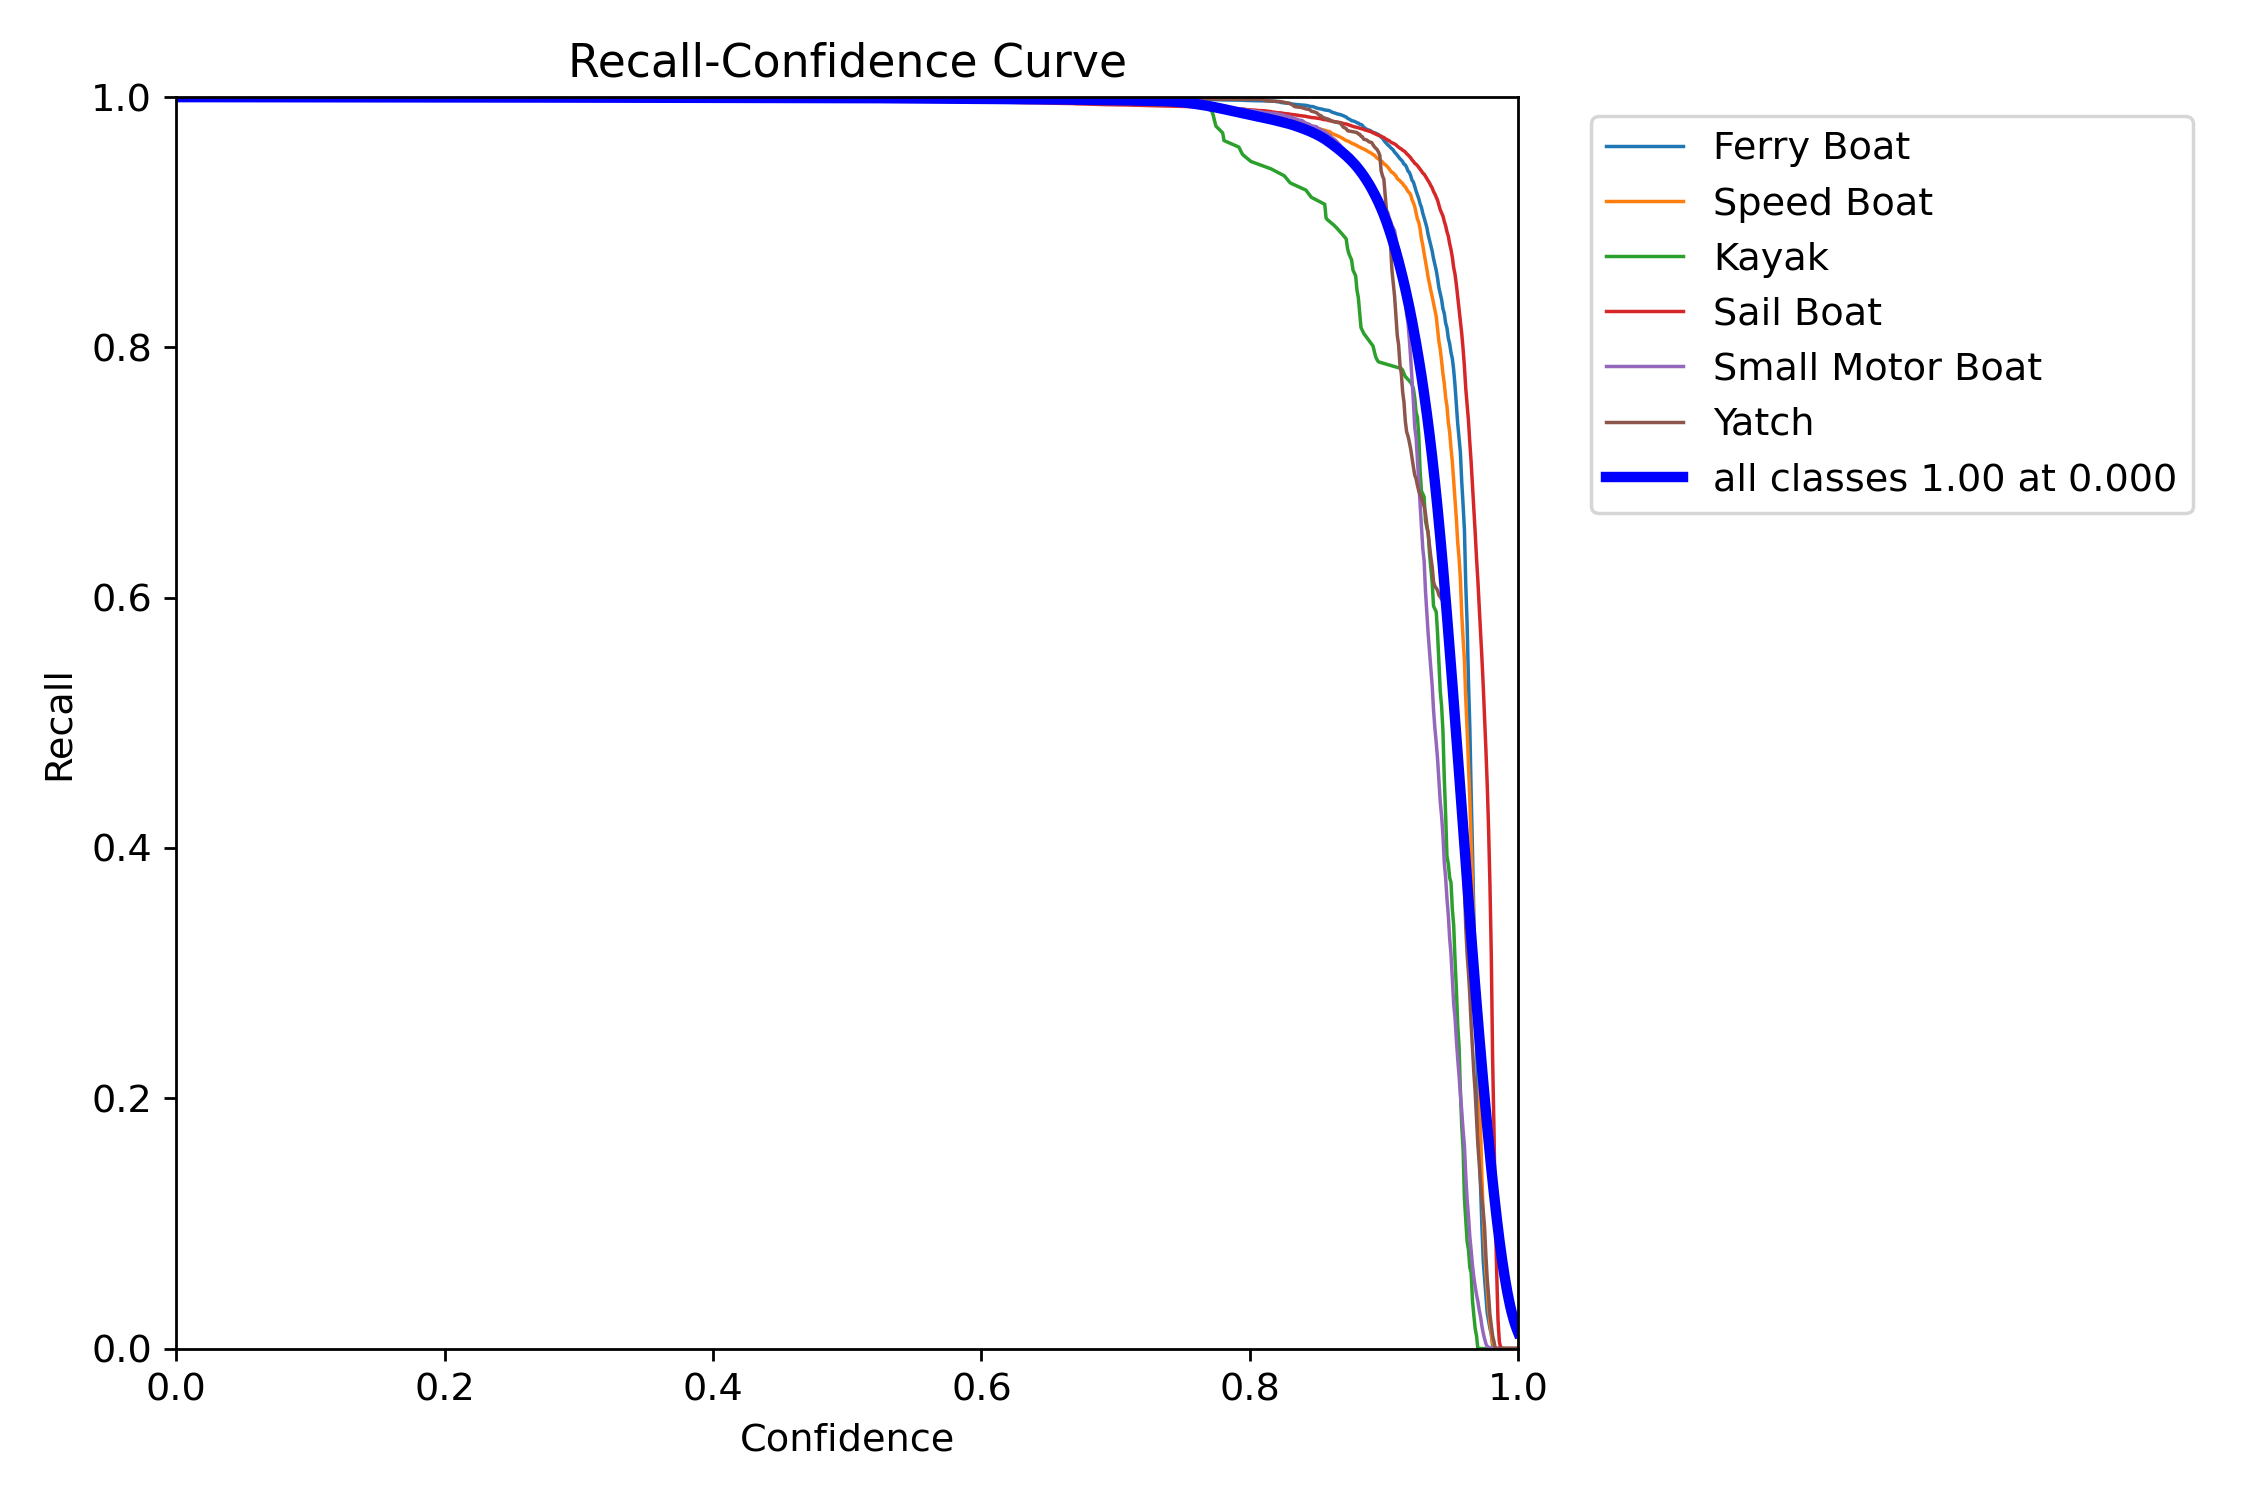 Recall-Confidence Curve
1.0
0.8
0.6
0.4
0.2
0.0
Recall
0.0 0.2 0.4 0.6 0.8 1.0
Confidence
Ferry Boat
Speed Boat
Kayak
Sail Boat
Small Motor Boat
Yatch
all classes 1.00 at 0.000